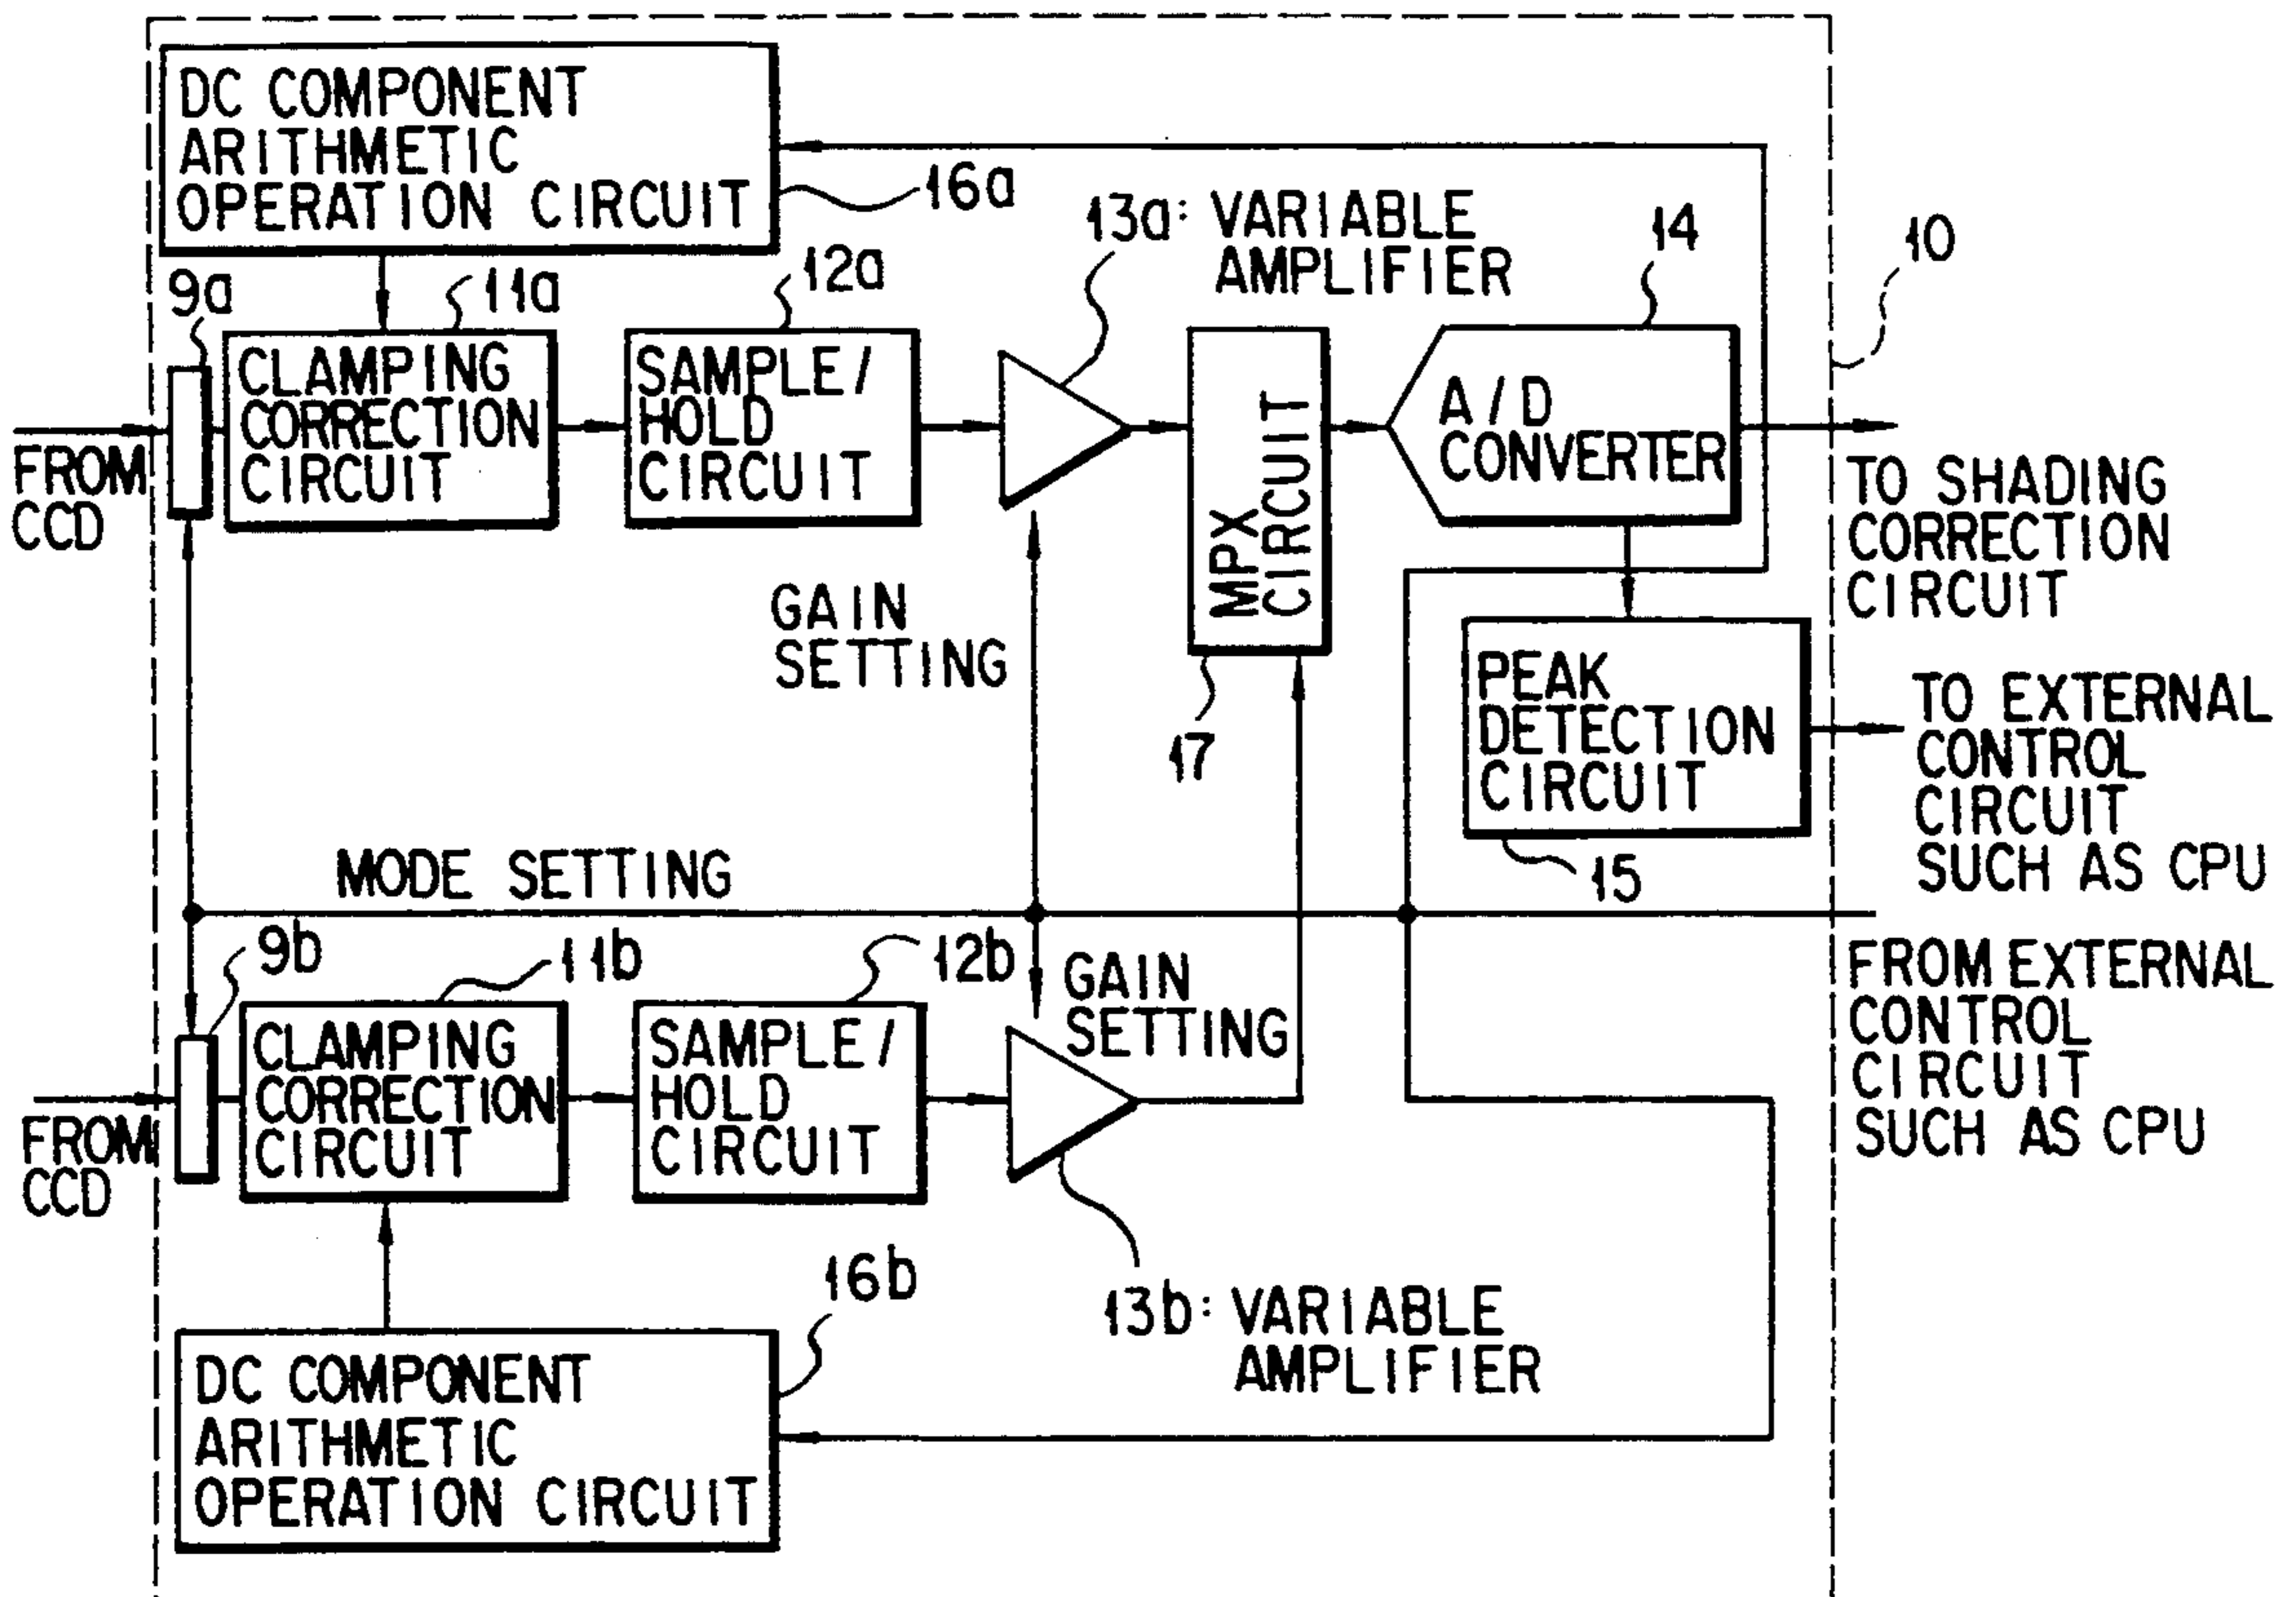 DC COMPONENT
ARITHMETIC
OPERATION CIRCUIT
16a
13a: VARIABLE
AMPLIFIER
14
10
9a
11a
12a
CLAMPING
CORRECTION
CIRCUIT
SAMPLE/
HOLD
CIRCUIT
MPX
CIRCUIT
A/D
CONVERTER
FROM
CCD
TO SHADING
CORRECTION
CIRCUIT
GAIN
SETTING
17
PEAK
DETECTION
CIRCUIT
15
TO EXTERNAL
CONTROL
CIRCUIT
SUCH AS CPU
MODE SETTING
9b
11b
12b
GAIN
SETTING
FROM EXTERNAL
CONTROL
CIRCUIT
SUCH AS CPU
CLAMPING
CORRECTION
CIRCUIT
SAMPLE/
HOLD
CIRCUIT
FROM
CCD
16b
13b: VARIABLE
AMPLIFIER
DC COMPONENT
ARITHMETIC
OPERATION CIRCUIT